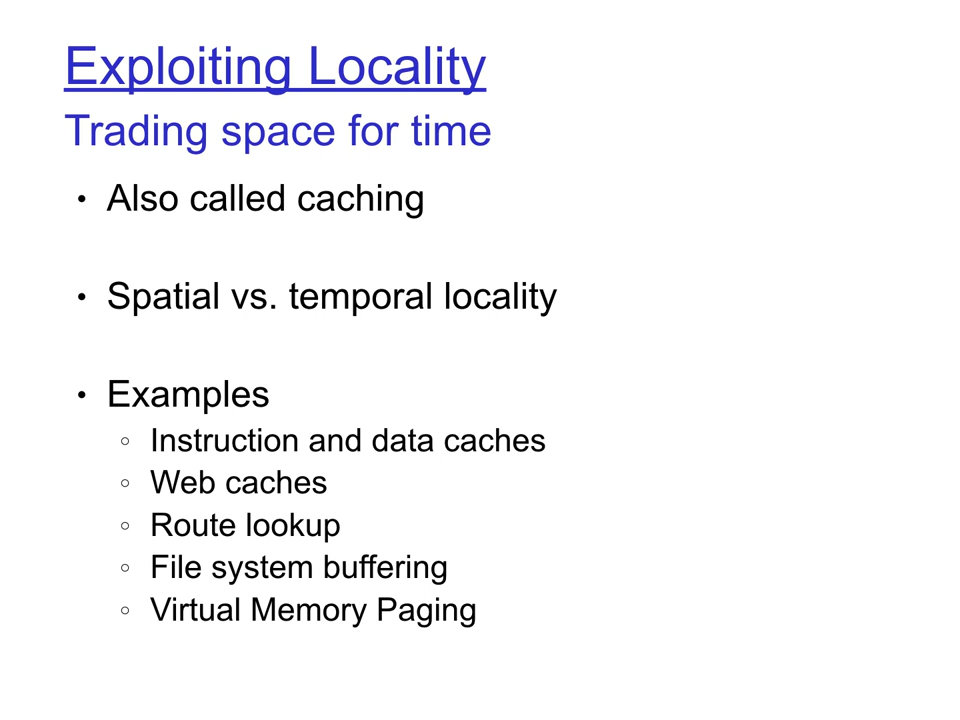 Exploiting Locality
Trading space for time
• Also called caching
• Spatial vs. temporal locality
• Examples
◦ Instruction and data caches
◦ Web caches
◦ Route lookup
◦ File system buffering
◦ Virtual Memory Paging